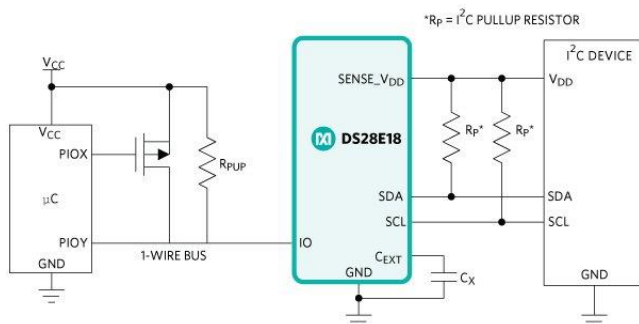 *RP = I²C PULLUP RESISTOR
VCC
VCC
PIOX
µC
PIOY
GND
RPUP
1-WIRE BUS
SENSE_VDD
DS28E18
SDA
SCL
IO
CEXT
GND
CX
RP*
RP*
I²C DEVICE
VDD
SDA
SCL
GND